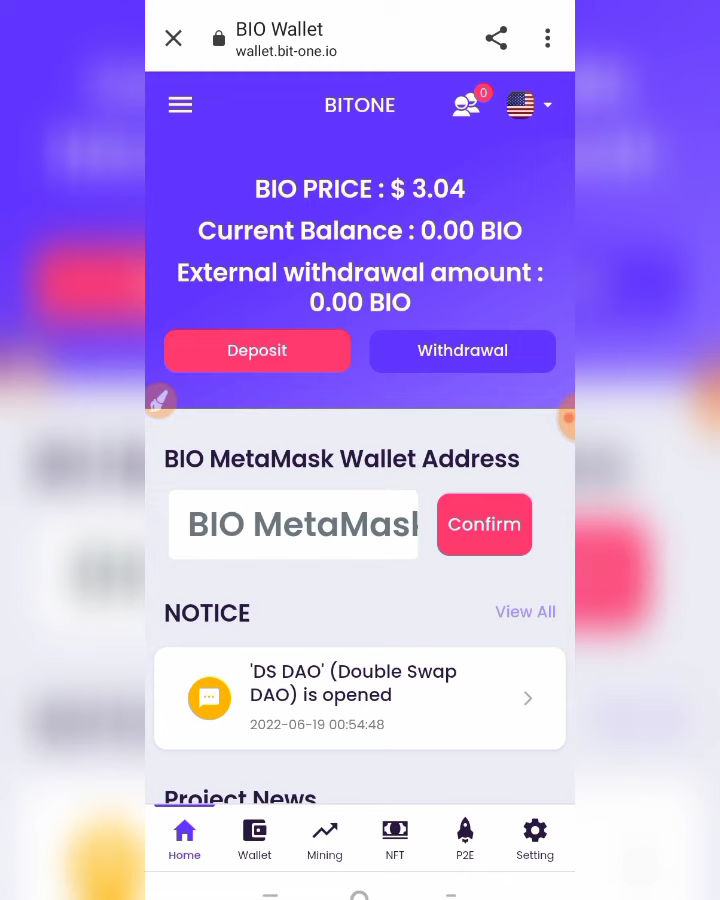 BIO Wallet
wallet.bit-one.io
BITONE
0
BIO PRICE : $ 3.04
Current Balance : 0.00 BIO
External withdrawal amount :
0.00 BIO
Deposit
Withdrawal
BIO MetaMask Wallet Address
BIO MetaMask
Confirm
NOTICE
View All
'DS DAO' (Double Swap
DAO) is opened
2022-06-19 00:54:48
Project News
Home
Wallet
Mining
NFT
P2E
Setting